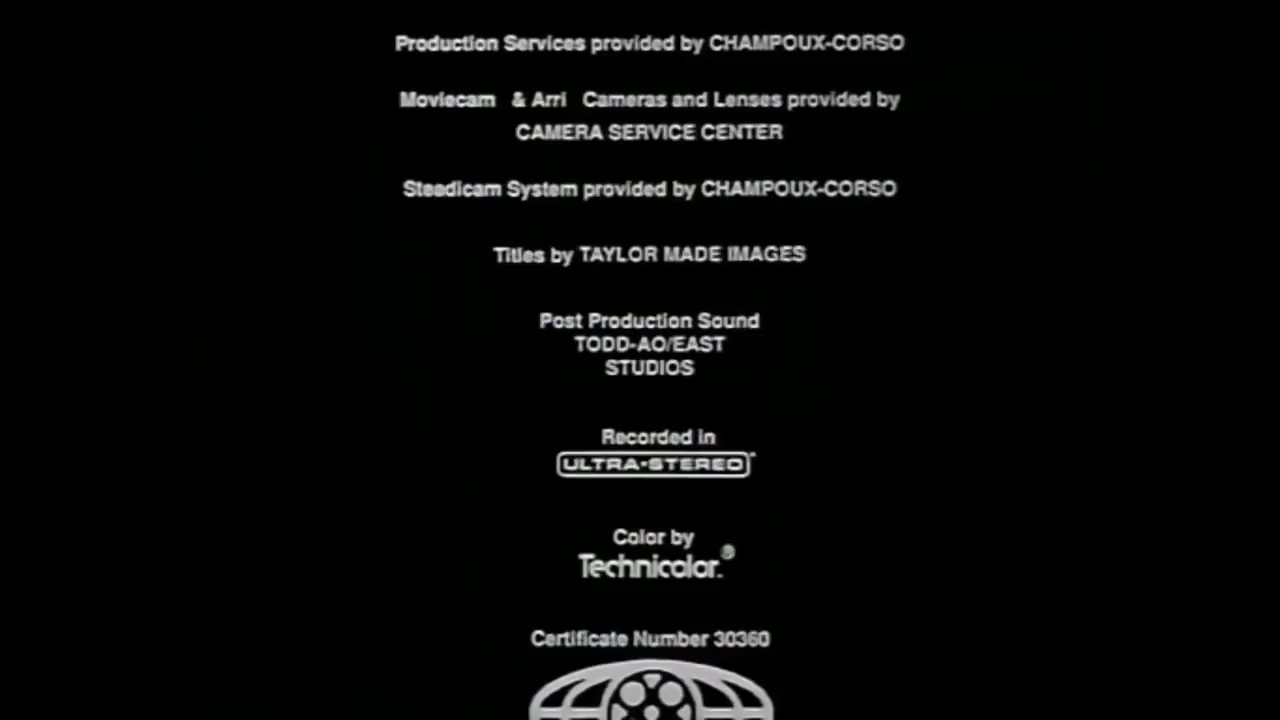 Production Services provided by CHAMPOUX-CORSO
Moviecam & Arri Cameras and Lenses provided by
CAMERA SERVICE CENTER
Steadicam System provided by CHAMPOUX-CORSO
Titles by TAYLOR MADE IMAGES
Post Production Sound
TODD-AO/EAST
STUDIOS
Recorded in
ULTRA•STEREO
Color by
Technicolor.®
Certificate Number 30360